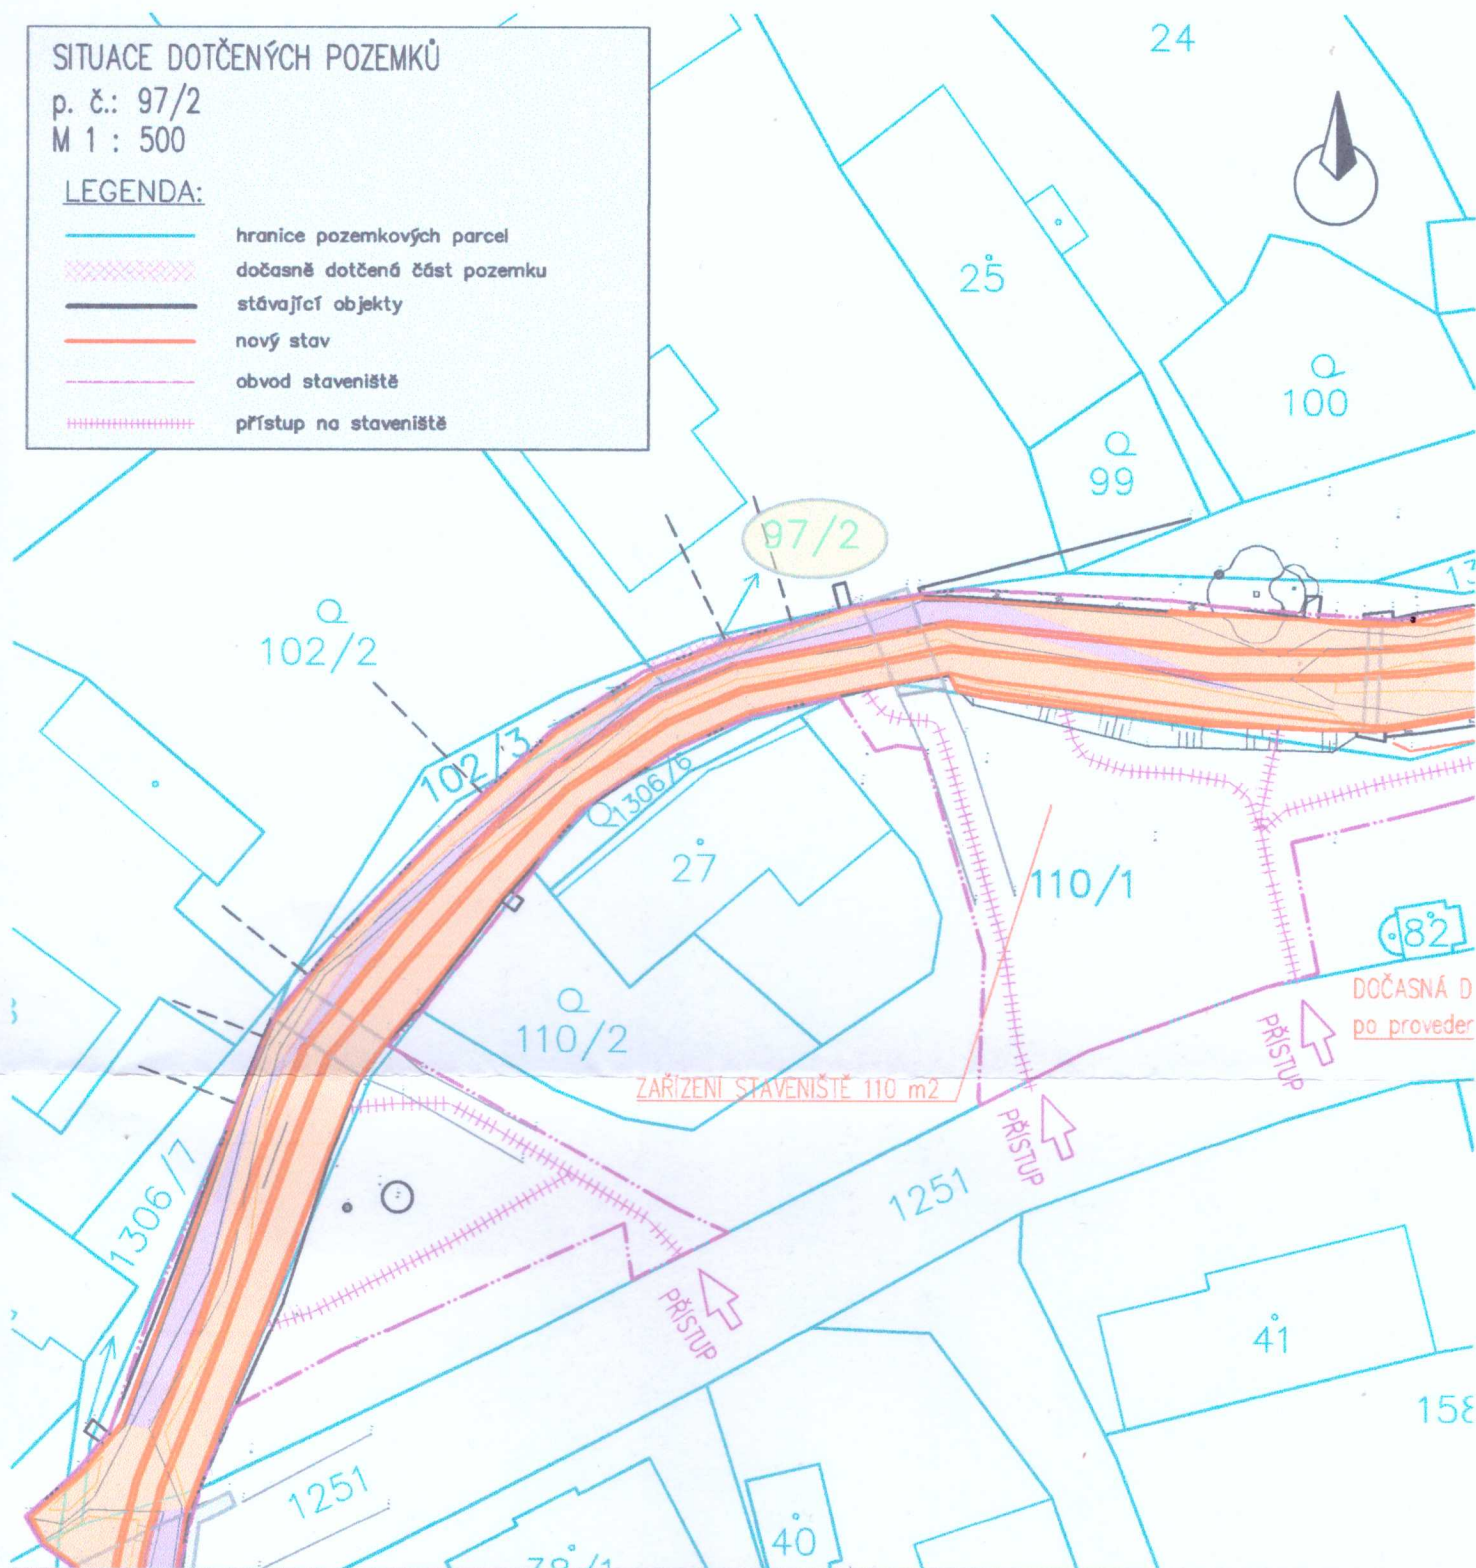 SITUACE DOTČENÝCH POZEMKŮ
p. č.: 97/2
M 1 : 500
LEGENDA:
hranice pozemkových parcel
dočasně dotčená část pozemku
stávající objekty
nový stav
obvod staveniště
přístup na staveniště
24
25
100
99
97/2
13
102/2
102/3
1306/6
27
110/1
82
DOČASNÁ D
po proveder
110/2
PŘÍSTUP
ZAŘÍZENÍ STAVENIŠTĚ 110 m2
PŘÍSTUP
1306/7
1251
PŘÍSTUP
41
158
1251
40
38/1